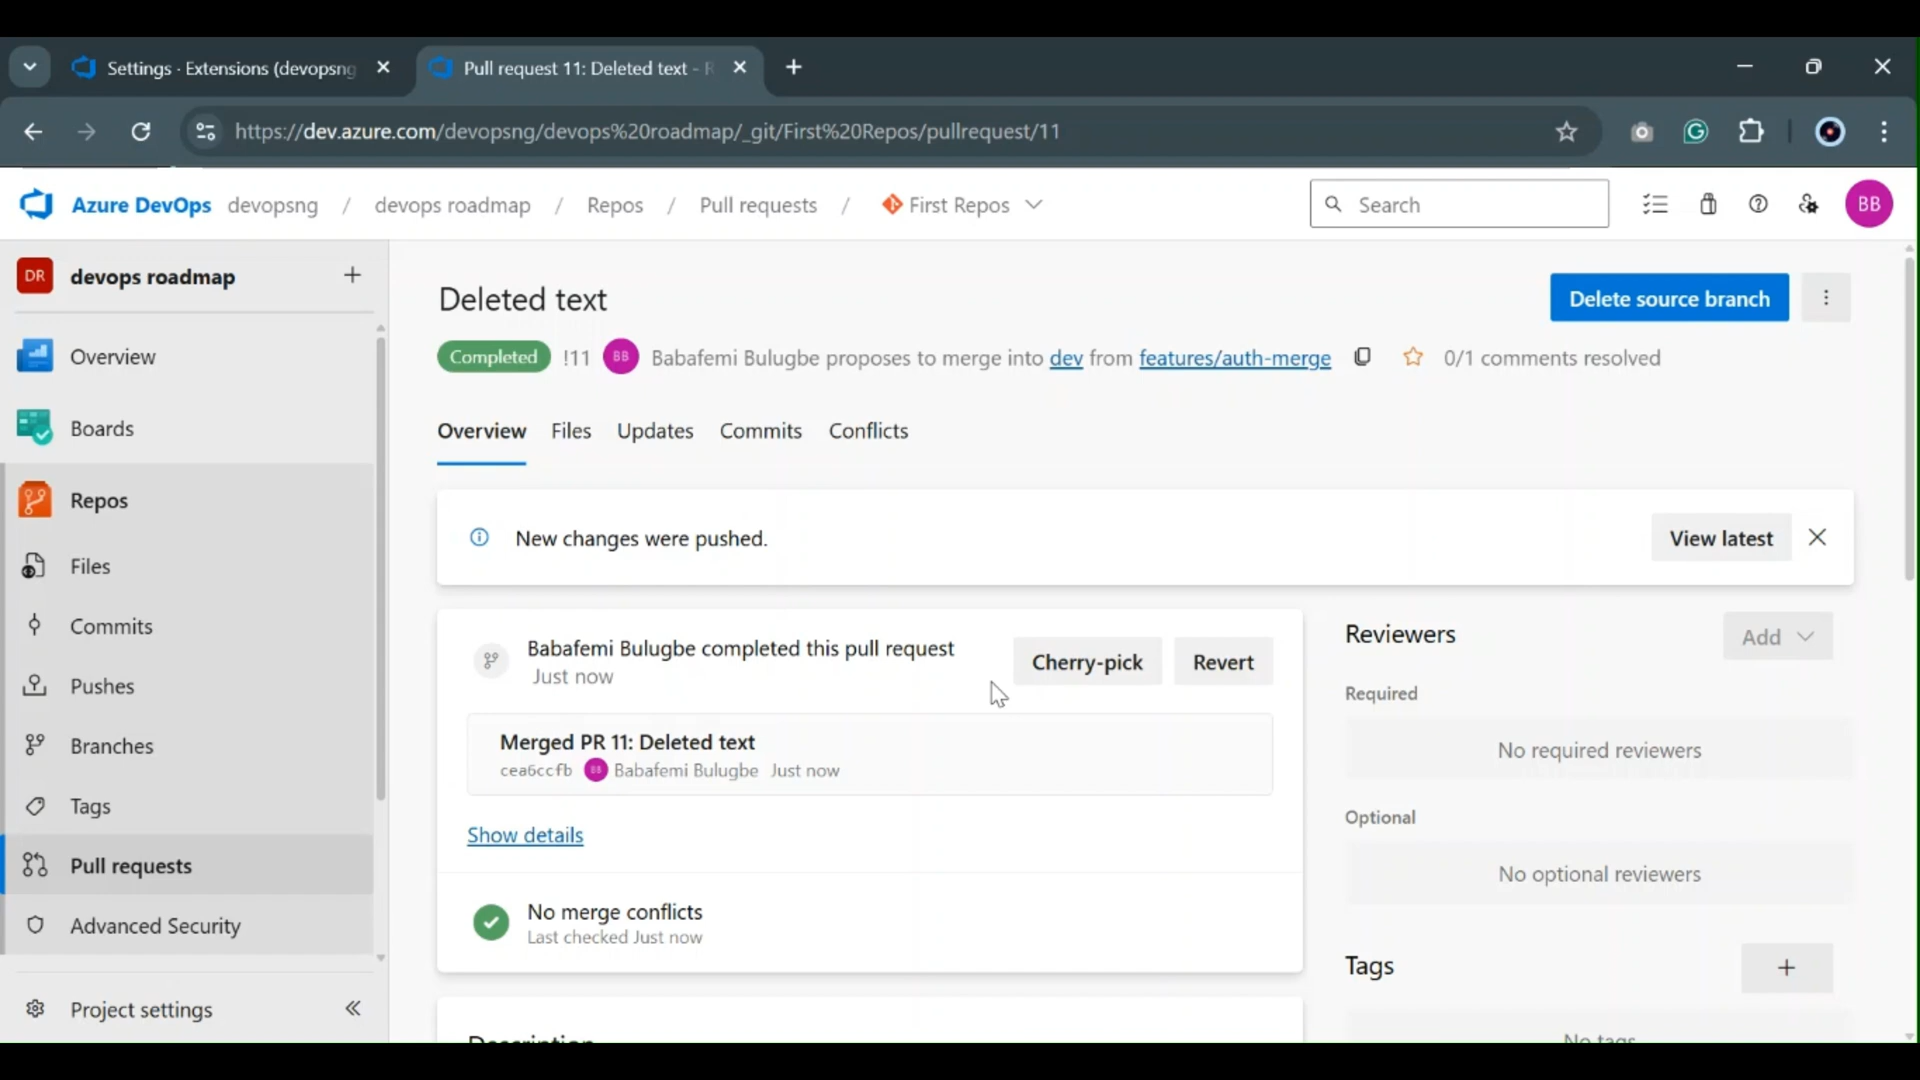 Settings · Extensions (devopsng
Pull request 11: Deleted text - R
https://dev.azure.com/devopsng/devops%20roadmap/_git/First%20Repos/pullrequest/11
Azure DevOps devopsng / devops roadmap / Repos / Pull requests / First Repos
Search
BB
DR devops roadmap
Overview
Boards
Repos
Files
Commits
Pushes
Branches
Tags
Pull requests
Advanced Security
Project settings
Deleted text
Delete source branch
Completed !11 BB Babafemi Bulugbe proposes to merge into dev from features/auth-merge 0/1 comments resolved
Overview Files Updates Commits Conflicts
New changes were pushed.
View latest
Babafemi Bulugbe completed this pull request
Just now
Cherry-pick
Revert
Merged PR 11: Deleted text
cea6ccfb BB Babafemi Bulugbe Just now
Show details
No merge conflicts
Last checked Just now
Description
Reviewers
Add
Required
No required reviewers
Optional
No optional reviewers
Tags
No tags